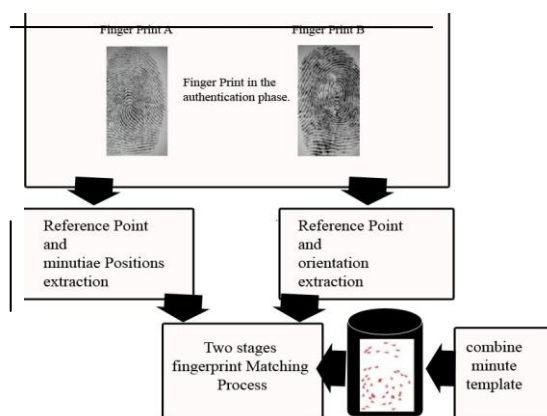 Finger Print A
Finger Print B
Finger Print in the
authentication phase.
Reference Point
and
minutiae Positions
extraction
Reference Point
and
orientation
extraction
Two stages
fingerprint Matching
Process
combine
minute
template